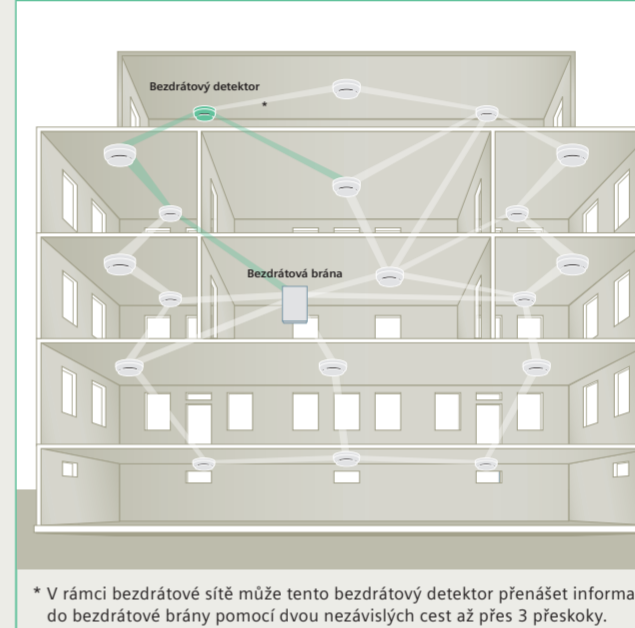 Bezdrátový detektor
*
Bezdrátová brána
* V rámci bezdrátové sítě může tento bezdrátový detektor přenášet informa
do bezdrátové brány pomocí dvou nezávislých cest až přes 3 přeskoky.